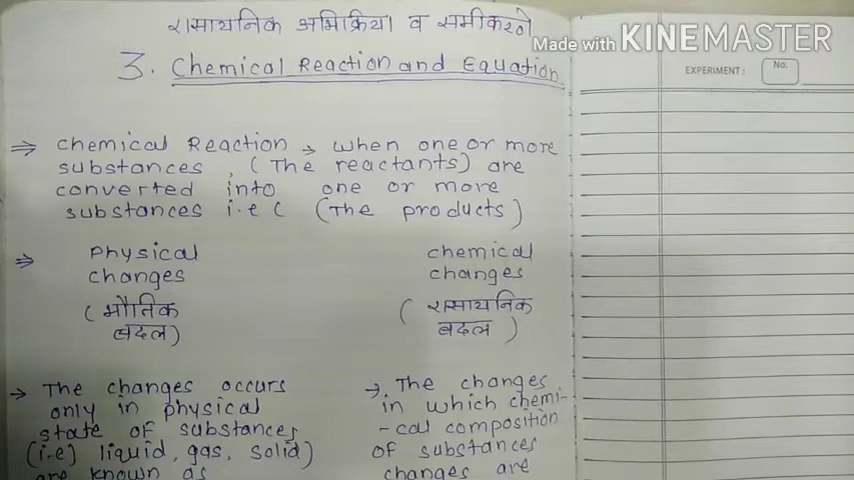 रासायनिक अभिक्रिया व समीकरणे
Made with KINEMASTER
3. Chemical Reaction and Equation
EXPERIMENT: No.
⇒ Chemical Reaction → when one or more
substances, (The reactants) are
converted into one or more
substances i.e ( (The products)
⇒ Physical changes
(भौतिक बदल)
chemical changes
(रासायनिक बदल)
→ The changes occurs
only in physical
state of substances
(i.e) liquid, gas, solid)
are known as
→. The changes
in which chemi-
-cal composition
of substances
changes are